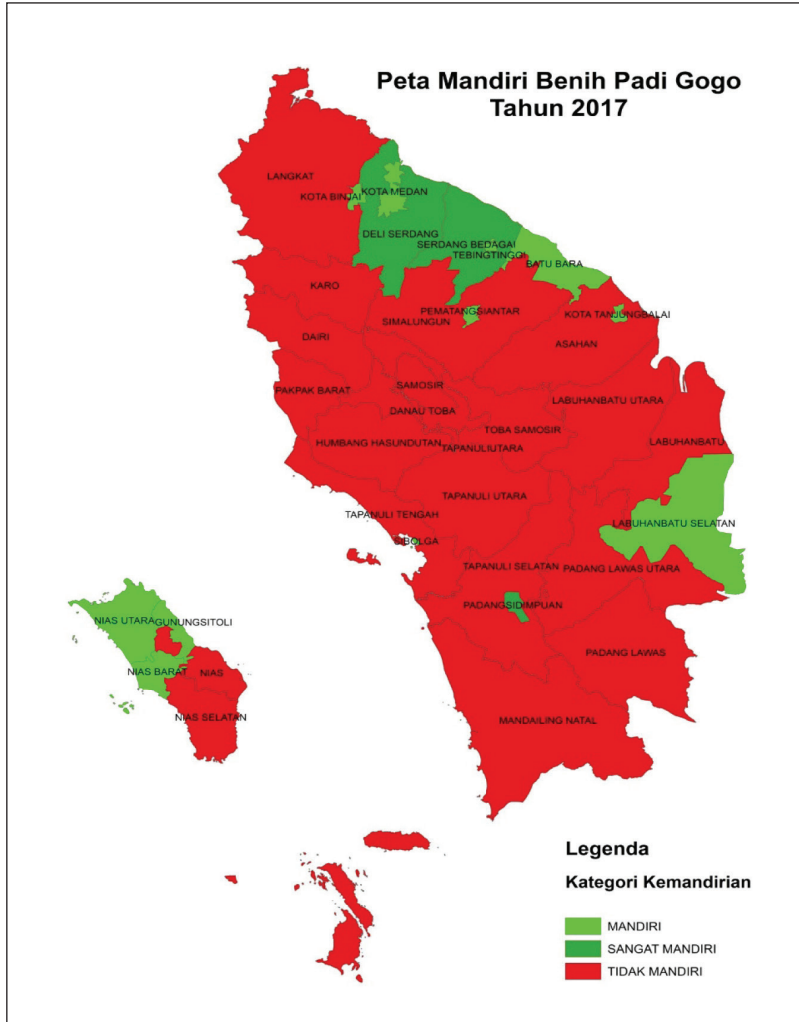 Peta Mandiri Benih Padi Gogo
Tahun 2017
LANGKAT
KOTA BINJAI
KOTA MEDAN
DELI SERDANG
SERDANG BEDAGAI
TEBINGTINGGI
BATU BARA
KARO
PEMATANGSIANTAR
SIMALUNGUN
KOTA TANJUNGBALAI
DAIRI
ASAHAN
PAKPAK BARAT
SAMOSIR
LABUHANBATU UTARA
DANAU TOBA
TOBA SAMOSIR
HUMBANG HASUNDUTAN
TAPANULIUTARA
LABUHANBATU
TAPANULI UTARA
TAPANULI TENGAH
LABUHANBATU SELATAN
SIBOLGA
TAPANULI SELATAN
PADANG LAWAS UTARA
PADANGSIDIMPUAN
NIAS UTARA
GUNUNGSITOLI
PADANG LAWAS
NIAS BARAT
NIAS
NIAS SELATAN
MANDAILING NATAL
Legenda
Kategori Kemandirian
MANDIRI
SANGAT MANDIRI
TIDAK MANDIRI